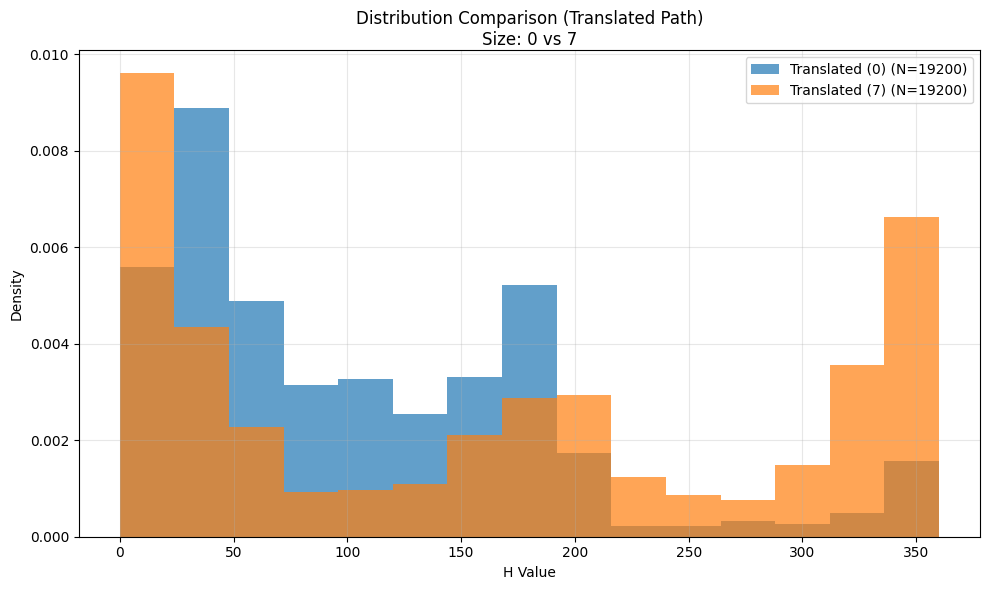 Distribution Comparison (Translated Path)
Size: 0 vs 7
Translated (0) (N=19200)
Translated (7) (N=19200)
Density
0.010
0.008
0.006
0.004
0.002
0.000
0 50 100 150 200 250 300 350
H Value